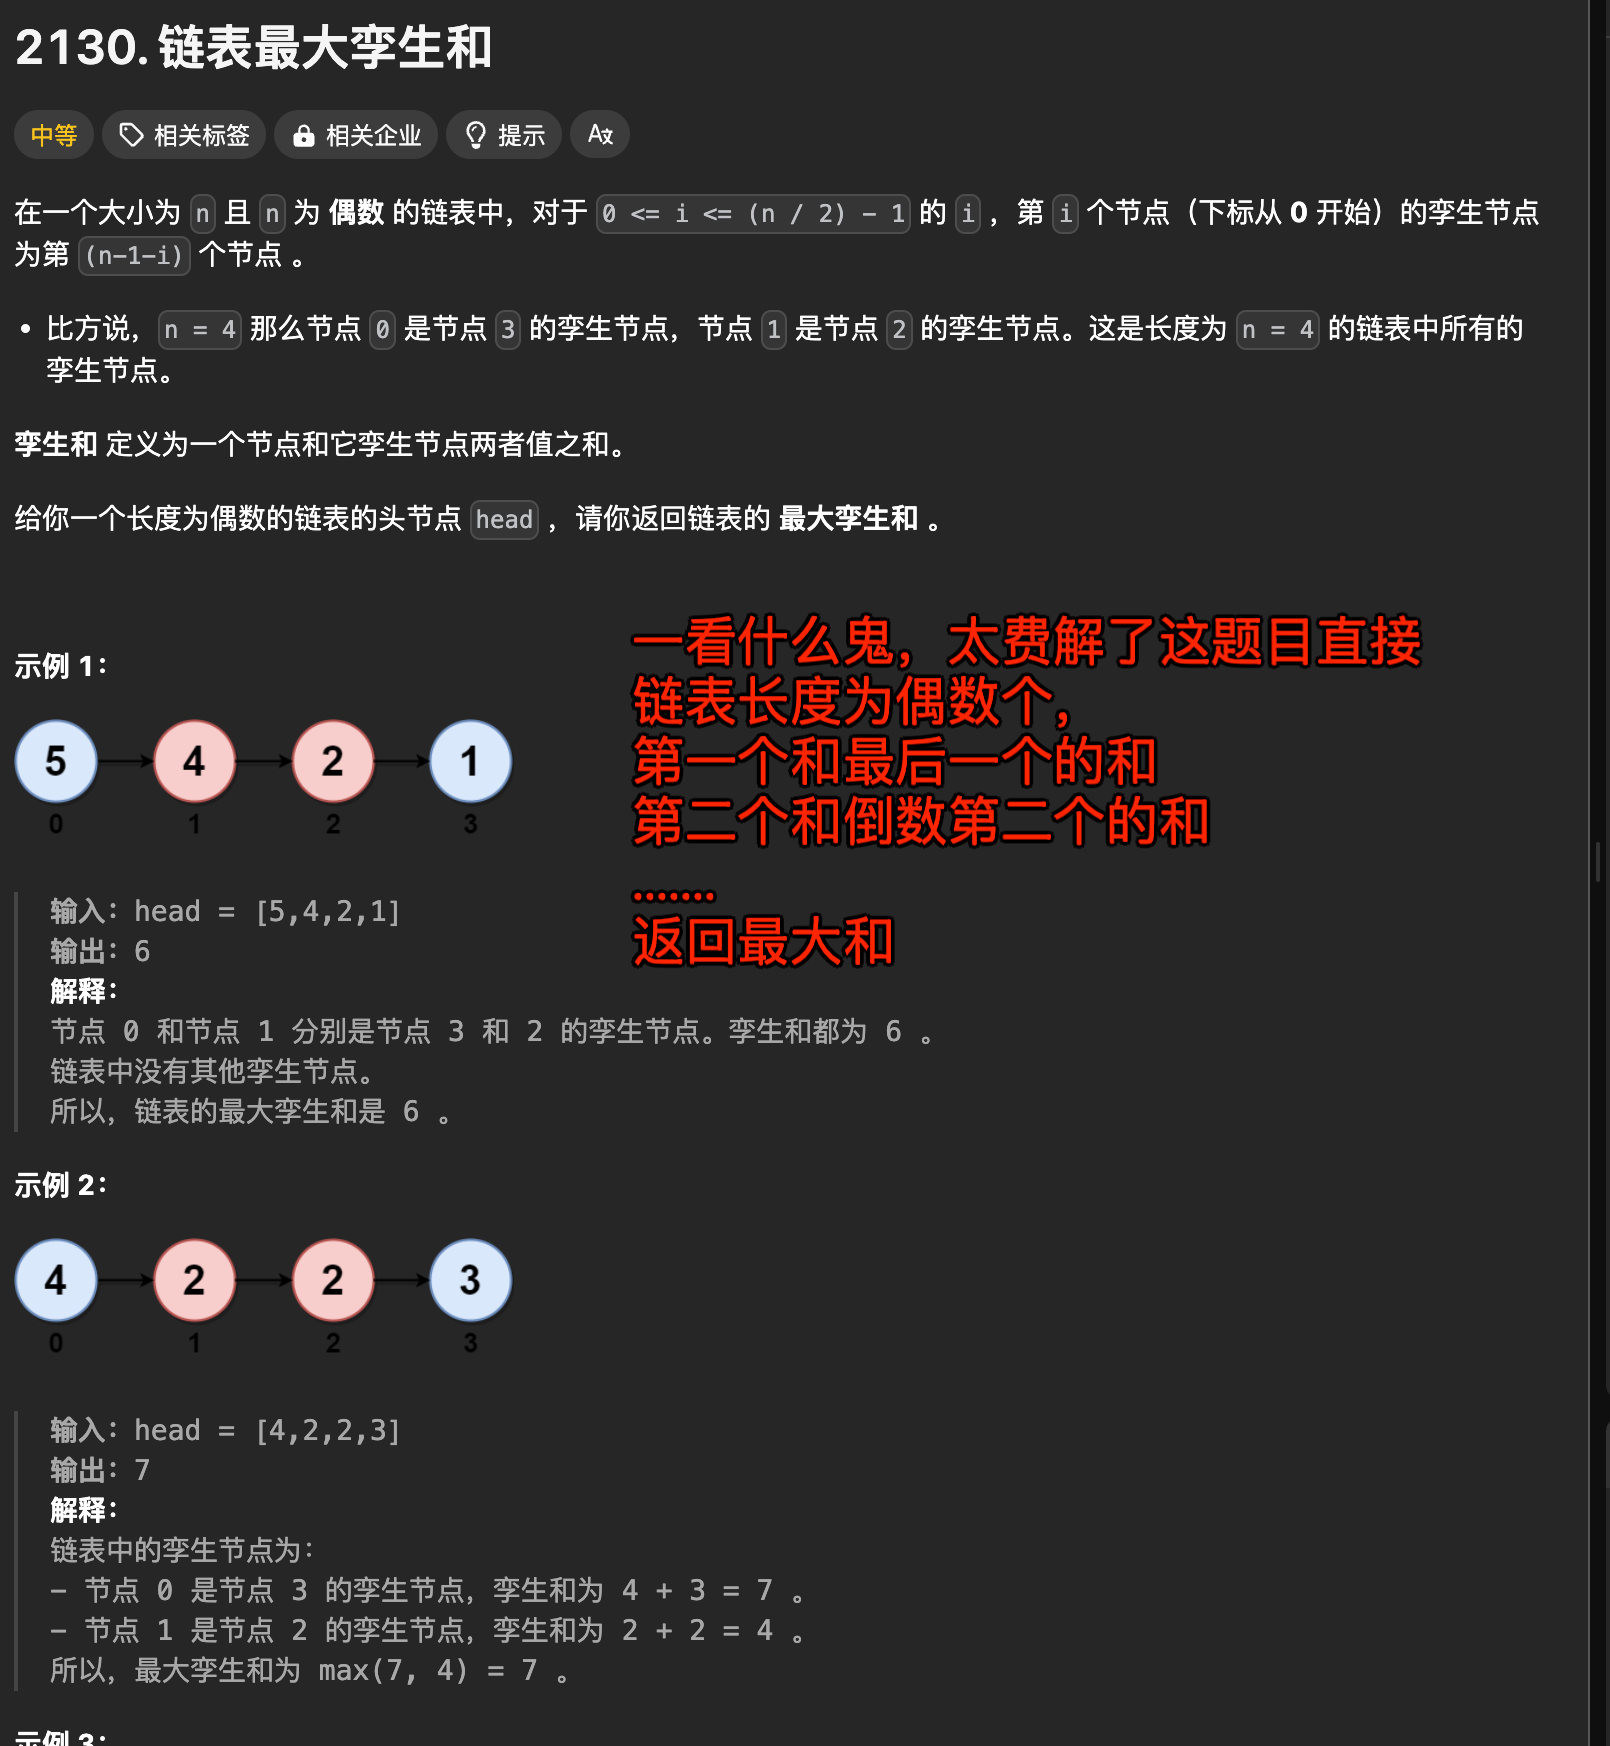 2130. 链表最大孪生和
中等 相关标签 相关企业 提示
在一个大小为 n 且 n 为 偶数 的链表中，对于 0 <= i <= (n / 2) - 1 的 i ，第 i 个节点（下标从 0 开始）的孪生节点
为第 (n-1-i) 个节点 。
• 比方说，n = 4 那么节点 0 是节点 3 的孪生节点，节点 1 是节点 2 的孪生节点。这是长度为 n = 4 的链表中所有的
孪生节点。
孪生和 定义为一个节点和它孪生节点两者值之和。
给你一个长度为偶数的链表的头节点 head ，请你返回链表的 最大孪生和 。
一看什么鬼，太费解了这题目直接
链表长度为偶数个，
第一个和最后一个的和
第二个和倒数第二个的和
.......
返回最大和
示例 1：
5 4 2 1
0 1 2 3
输入：head = [5,4,2,1]
输出：6
解释：
节点 0 和节点 1 分别是节点 3 和 2 的孪生节点。孪生和都为 6 。
链表中没有其他孪生节点。
所以，链表的最大孪生和是 6 。
示例 2：
4 2 2 3
0 1 2 3
输入：head = [4,2,2,3]
输出：7
解释：
链表中的孪生节点为：
- 节点 0 是节点 3 的孪生节点，孪生和为 4 + 3 = 7 。
- 节点 1 是节点 2 的孪生节点，孪生和为 2 + 2 = 4 。
所以，最大孪生和为 max(7, 4) = 7 。
示例 3：